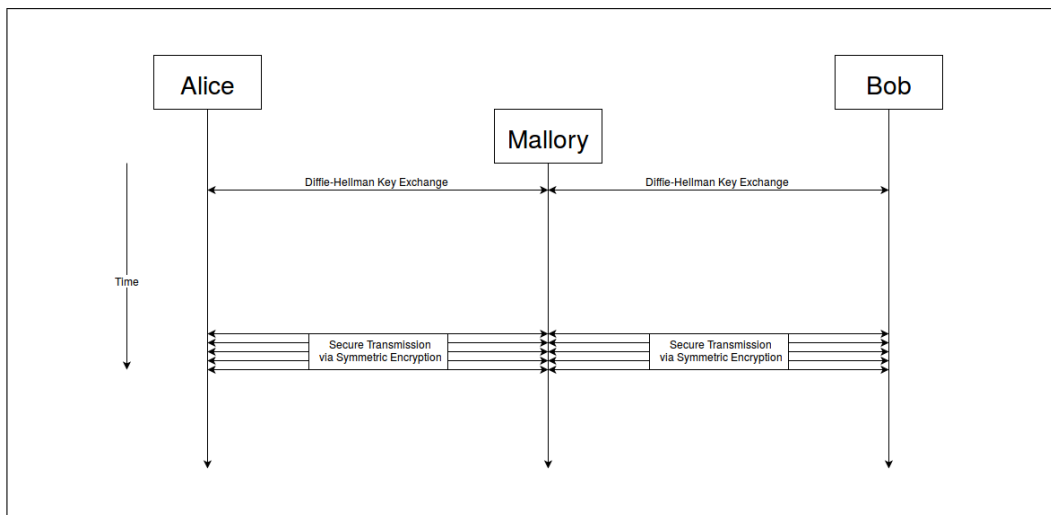 Alice
Bob
Mallory
Diffie-Hellman Key Exchange
Diffie-Hellman Key Exchange
Time
Secure Transmission
via Symmetric Encryption
Secure Transmission
via Symmetric Encryption